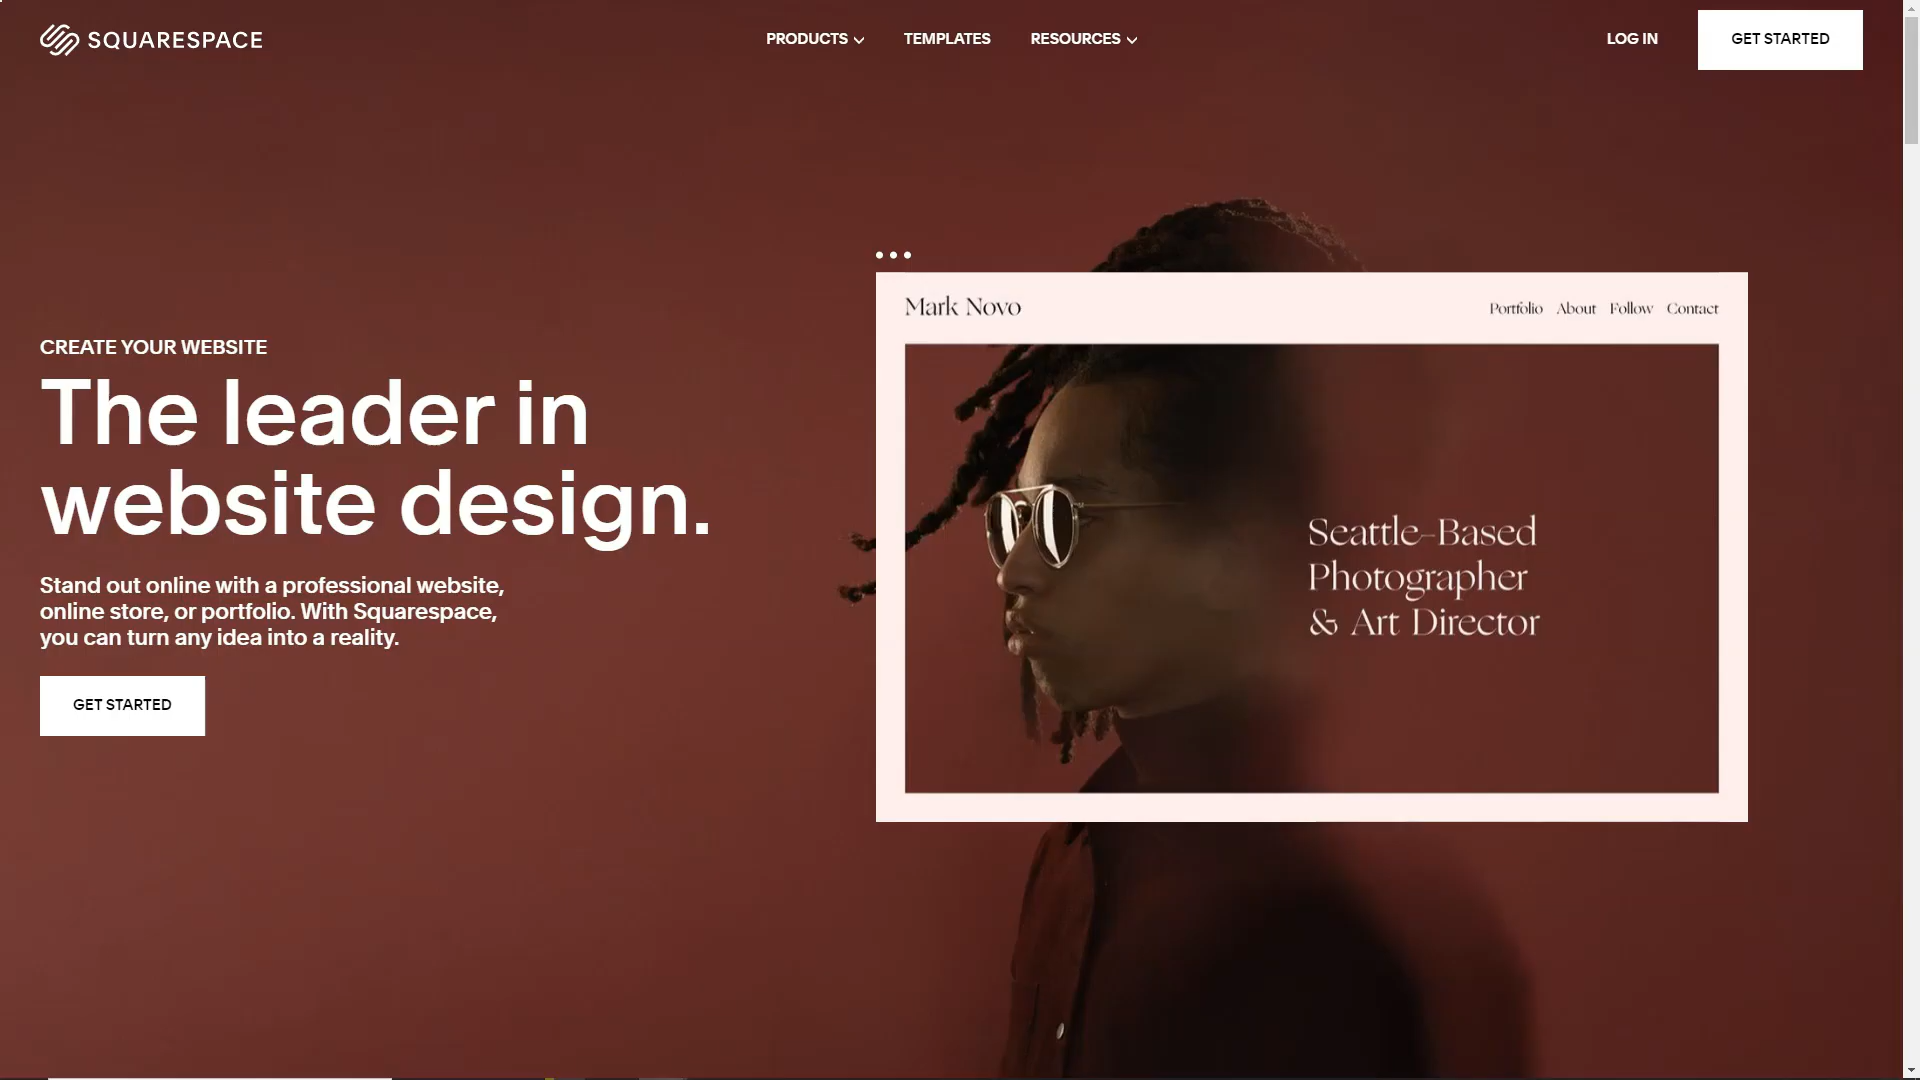 SQUARESPACE
PRODUCTS
TEMPLATES
RESOURCES
LOG IN
GET STARTED
CREATE YOUR WEBSITE
The leader in
website design.
Stand out online with a professional website,
online store, or portfolio. With Squarespace,
you can turn any idea into a reality.
GET STARTED
Mark Novo
Portfolio About Follow Contact
Seattle-Based
Photographer
& Art Director